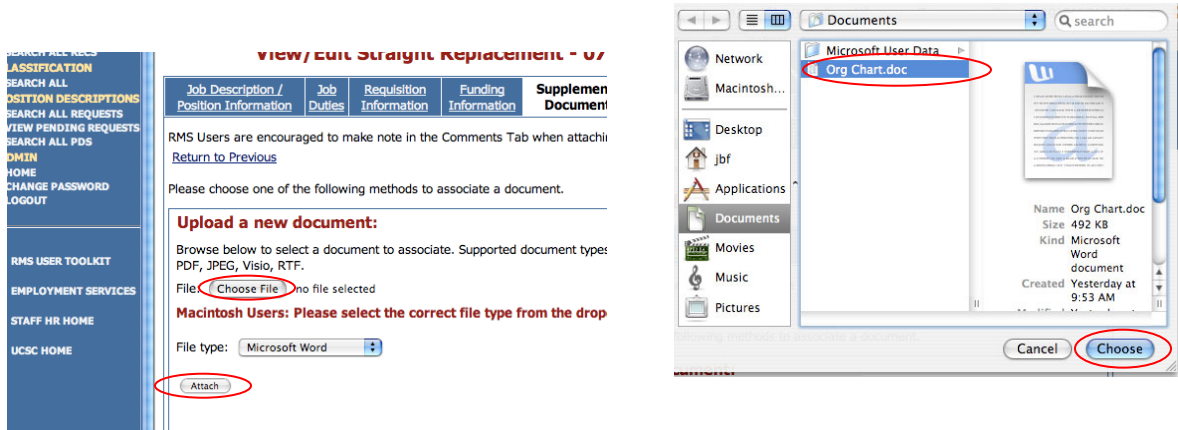 SEARCH ALL RECS
LASSIFICATION
SEARCH ALL
OSITION DESCRIPTIONS
SEARCH ALL REQUESTS
VIEW PENDING REQUESTS
SEARCH ALL PDS
DMIN
HOME
CHANGE PASSWORD
LOGOUT
RMS USER TOOLKIT
EMPLOYMENT SERVICES
STAFF HR HOME
UCSC HOME
View/Edit Straight Replacement - 07
Job Description / Position Information
Job Duties
Requisition Information
Funding Information
Supplemen
Document
RMS Users are encouraged to make note in the Comments Tab when attachi
Return to Previous
Please choose one of the following methods to associate a document.
Upload a new document:
Browse below to select a document to associate. Supported document types
PDF, JPEG, Visio, RTF.
File: Choose File no file selected
Macintosh Users: Please select the correct file type from the drop
File type: Microsoft Word
Attach
Documents
search
Network
Macintosh...
Desktop
jbf
Applications
Documents
Movies
Music
Pictures
Microsoft User Data
Org Chart.doc
Name Org Chart.doc
Size 492 KB
Kind Microsoft
Word
document
Created Yesterday at
9:53 AM
following methods to associate a document.
Cancel Choose